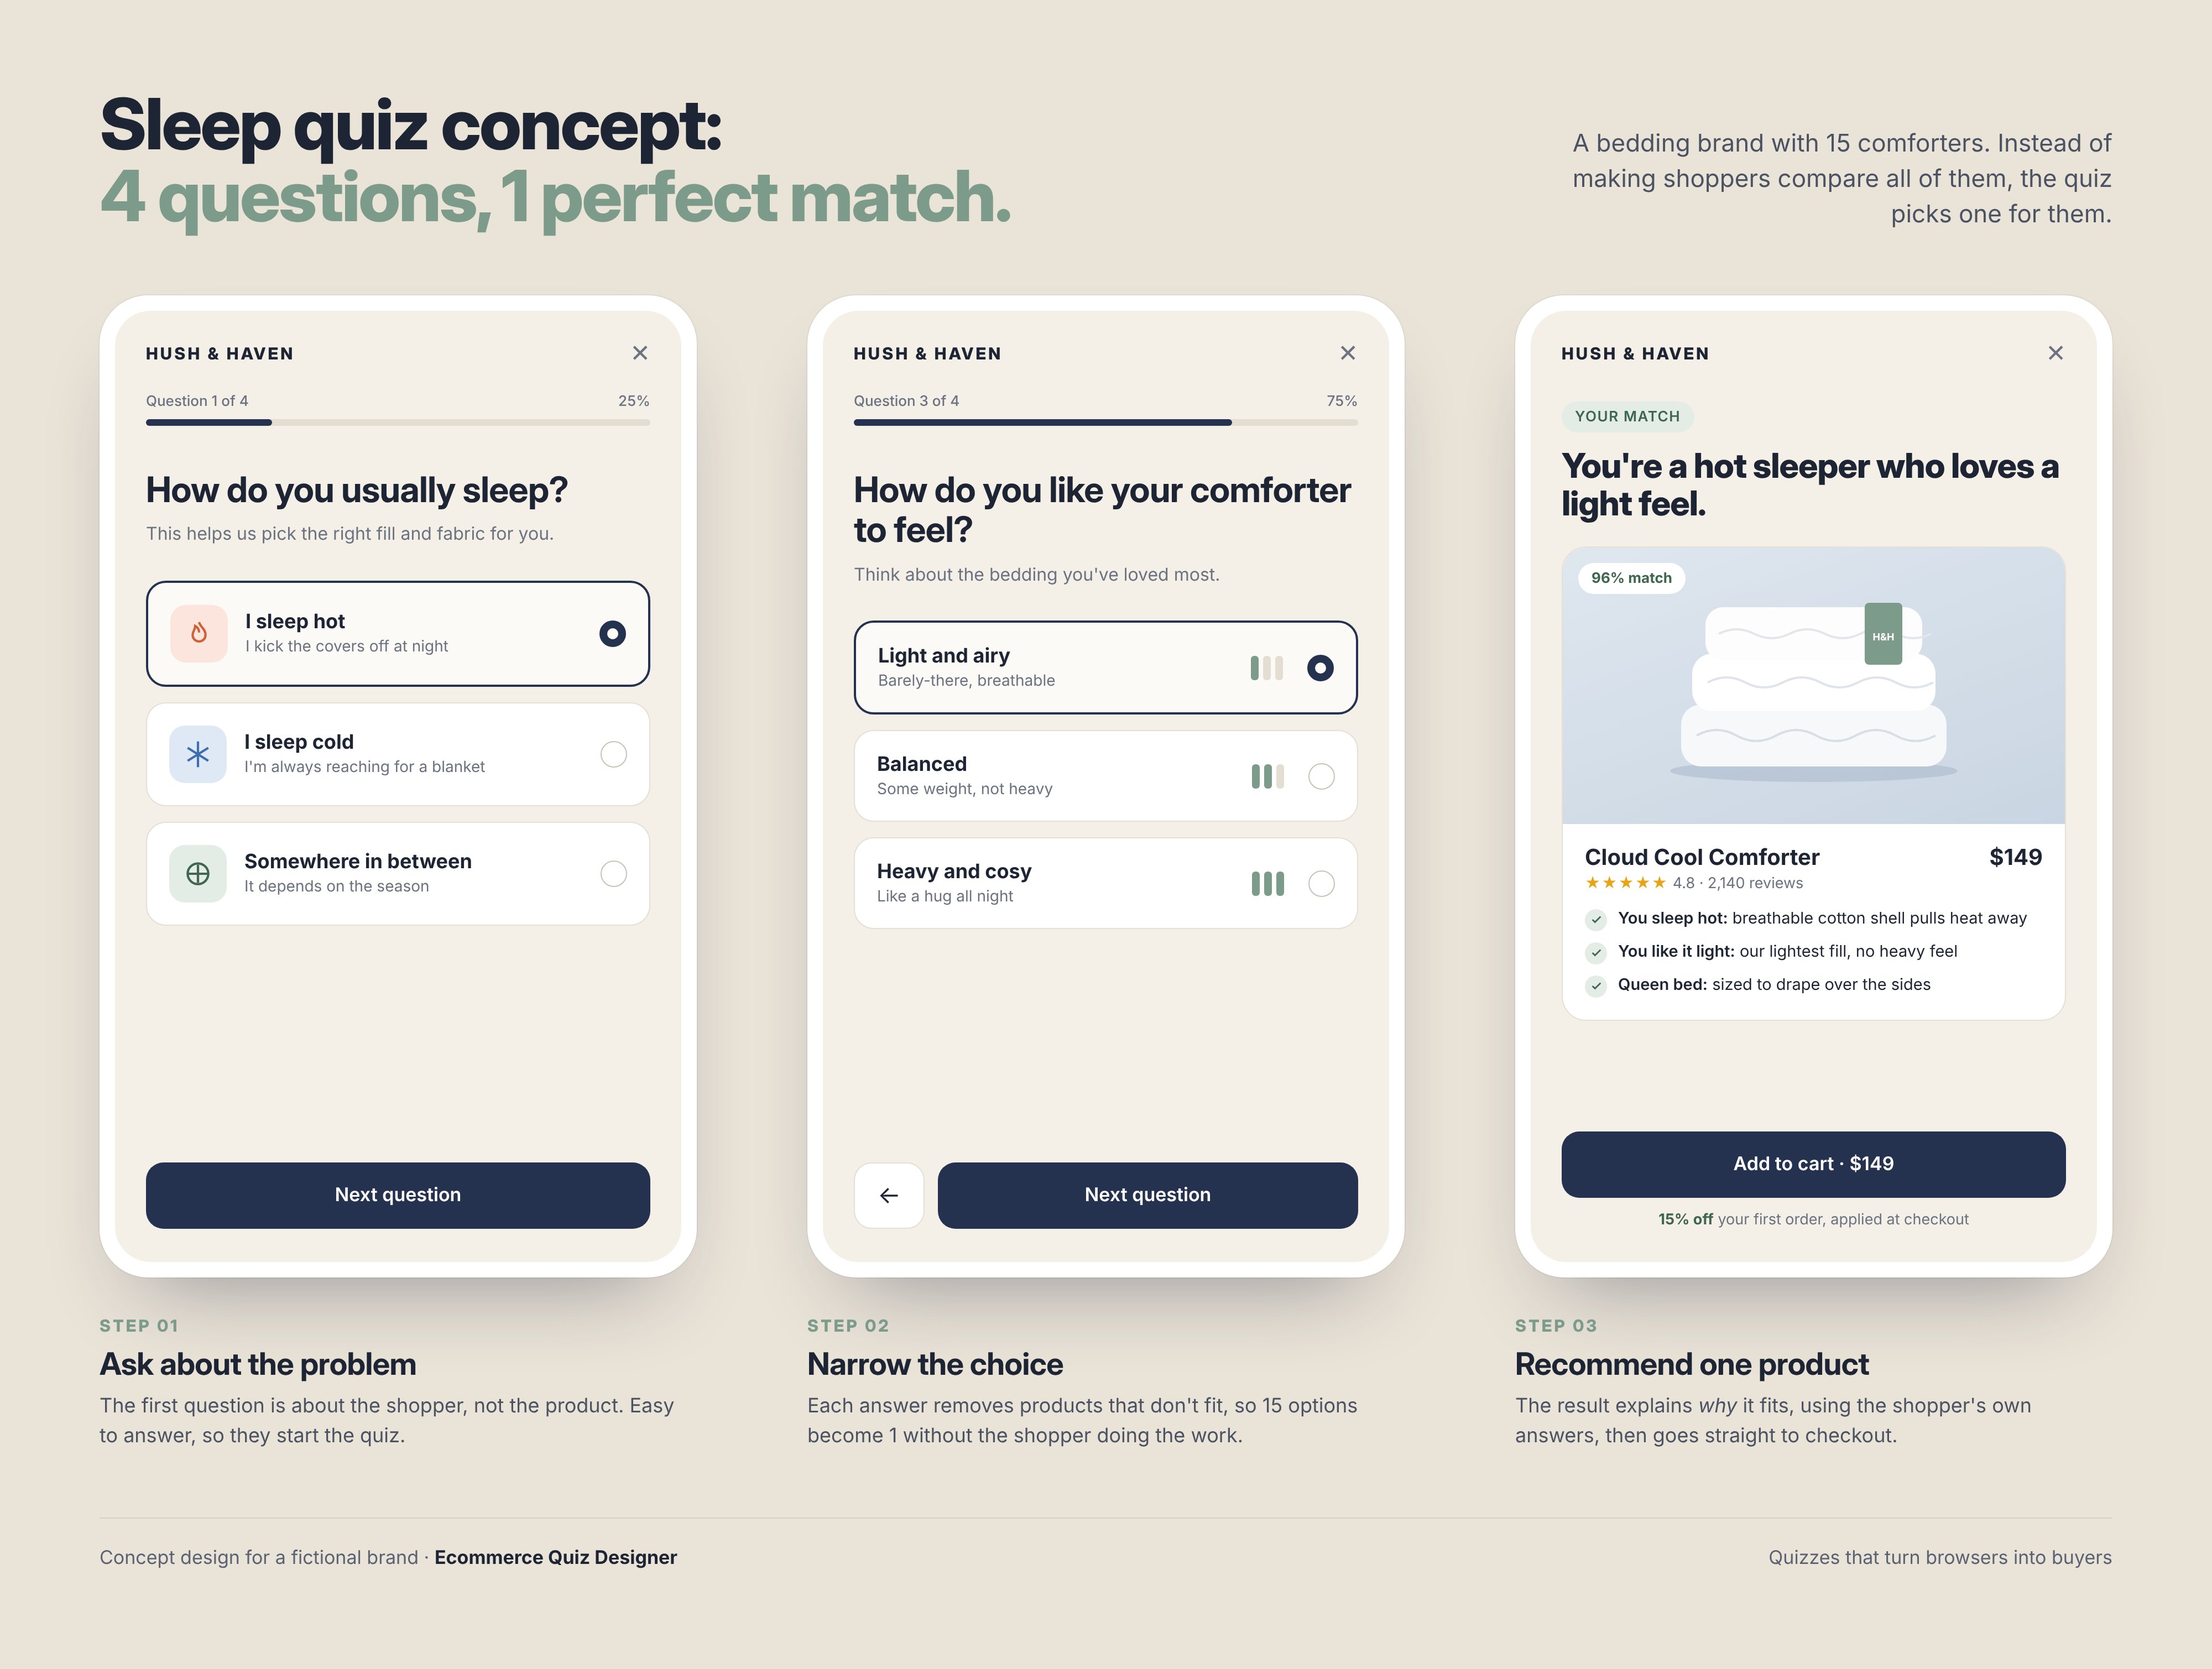 Sleep quiz concept:
4 questions, 1 perfect match.
A bedding brand with 15 comforters. Instead of
making shoppers compare all of them, the quiz
picks one for them.
HUSH & HAVEN ✕
Question 1 of 4 25%
How do you usually sleep?
This helps us pick the right fill and fabric for you.
I sleep hot
I kick the covers off at night
I sleep cold
I'm always reaching for a blanket
Somewhere in between
It depends on the season
Next question
HUSH & HAVEN ✕
Question 3 of 4 75%
How do you like your comforter
to feel?
Think about the bedding you've loved most.
Light and airy
Barely-there, breathable
Balanced
Some weight, not heavy
Heavy and cosy
Like a hug all night
← Next question
HUSH & HAVEN ✕
YOUR MATCH
You're a hot sleeper who loves a
light feel.
96% match
H&H
Cloud Cool Comforter $149
★★★★★ 4.8 · 2,140 reviews
You sleep hot: breathable cotton shell pulls heat away
You like it light: our lightest fill, no heavy feel
Queen bed: sized to drape over the sides
Add to cart · $149
15% off your first order, applied at checkout
STEP 01
Ask about the problem
The first question is about the shopper, not the product. Easy
to answer, so they start the quiz.
STEP 02
Narrow the choice
Each answer removes products that don't fit, so 15 options
become 1 without the shopper doing the work.
STEP 03
Recommend one product
The result explains why it fits, using the shopper's own
answers, then goes straight to checkout.
Concept design for a fictional brand · Ecommerce Quiz Designer
Quizzes that turn browsers into buyers